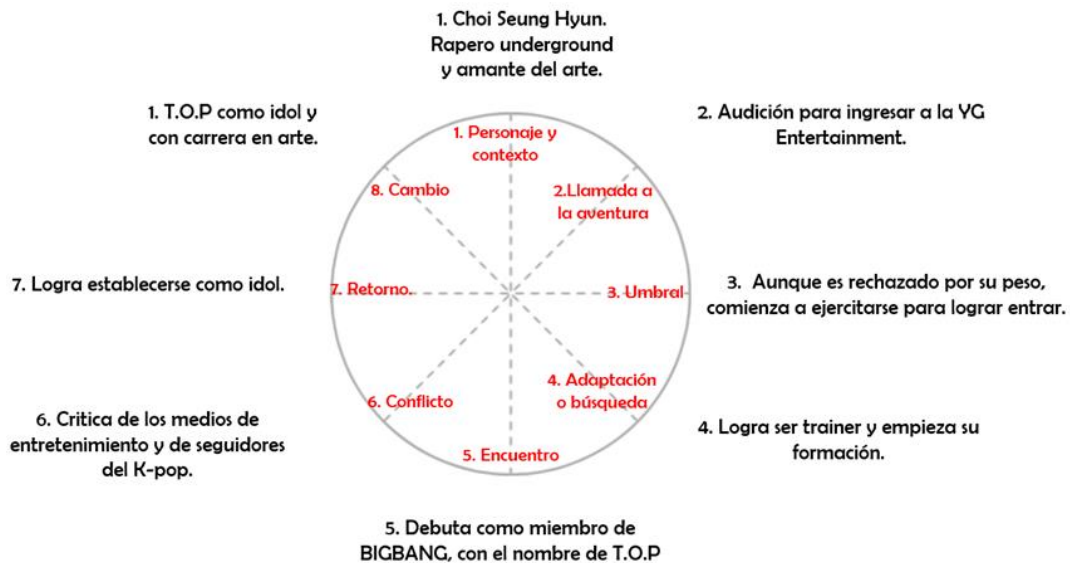 1. Choi Seung Hyun.
Rapero underground
y amante del arte.
1. T.O.P como idol y
con carrera en arte.
2. Audición para ingresar a la YG
Entertainment.
1. Personaje y
contexto
8. Cambio
2.Llamada a
la aventura
7. Logra establecerse como idol.
7. Retorno.
3. Umbral
3. Aunque es rechazado por su peso,
comienza a ejercitarse para lograr entrar.
4. Adaptación
o búsqueda
6. Conflicto
6. Critica de los medios de
entretenimiento y de seguidores
del K-pop.
4. Logra ser trainer y empieza su
formación.
5. Encuentro
5. Debuta como miembro de
BIGBANG, con el nombre de T.O.P